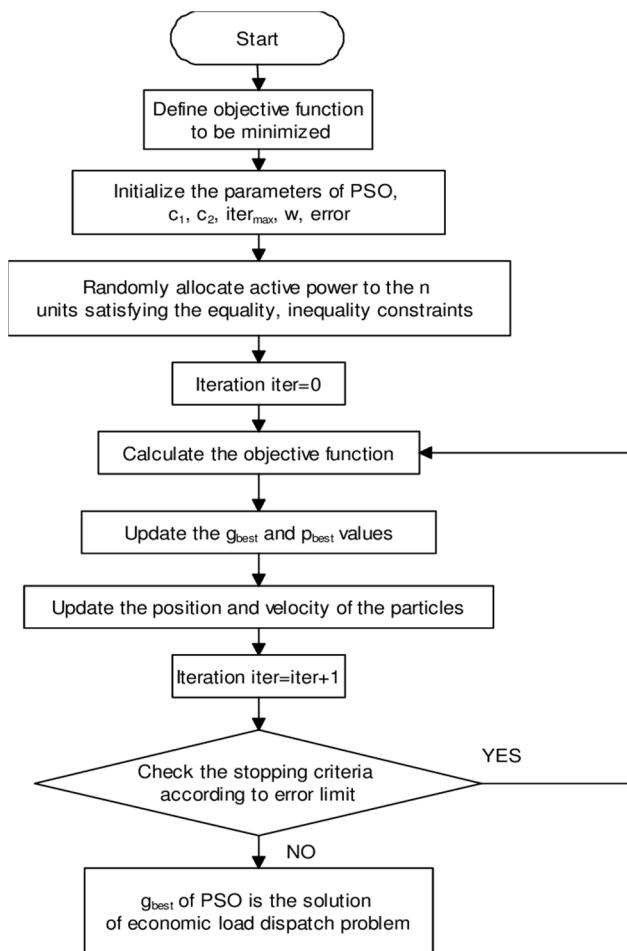 Start
Define objective function
to be minimized
Initialize the parameters of PSO,
c₁, c₂, iterₘₐₓ, w, error
Randomly allocate active power to the n
units satisfying the equality, inequality constraints
Iteration iter=0
Calculate the objective function
Update the g_best and p_best values
Update the position and velocity of the particles
Iteration iter=iter+1
Check the stopping criteria
according to error limit
YES
NO
g_best of PSO is the solution
of economic load dispatch problem